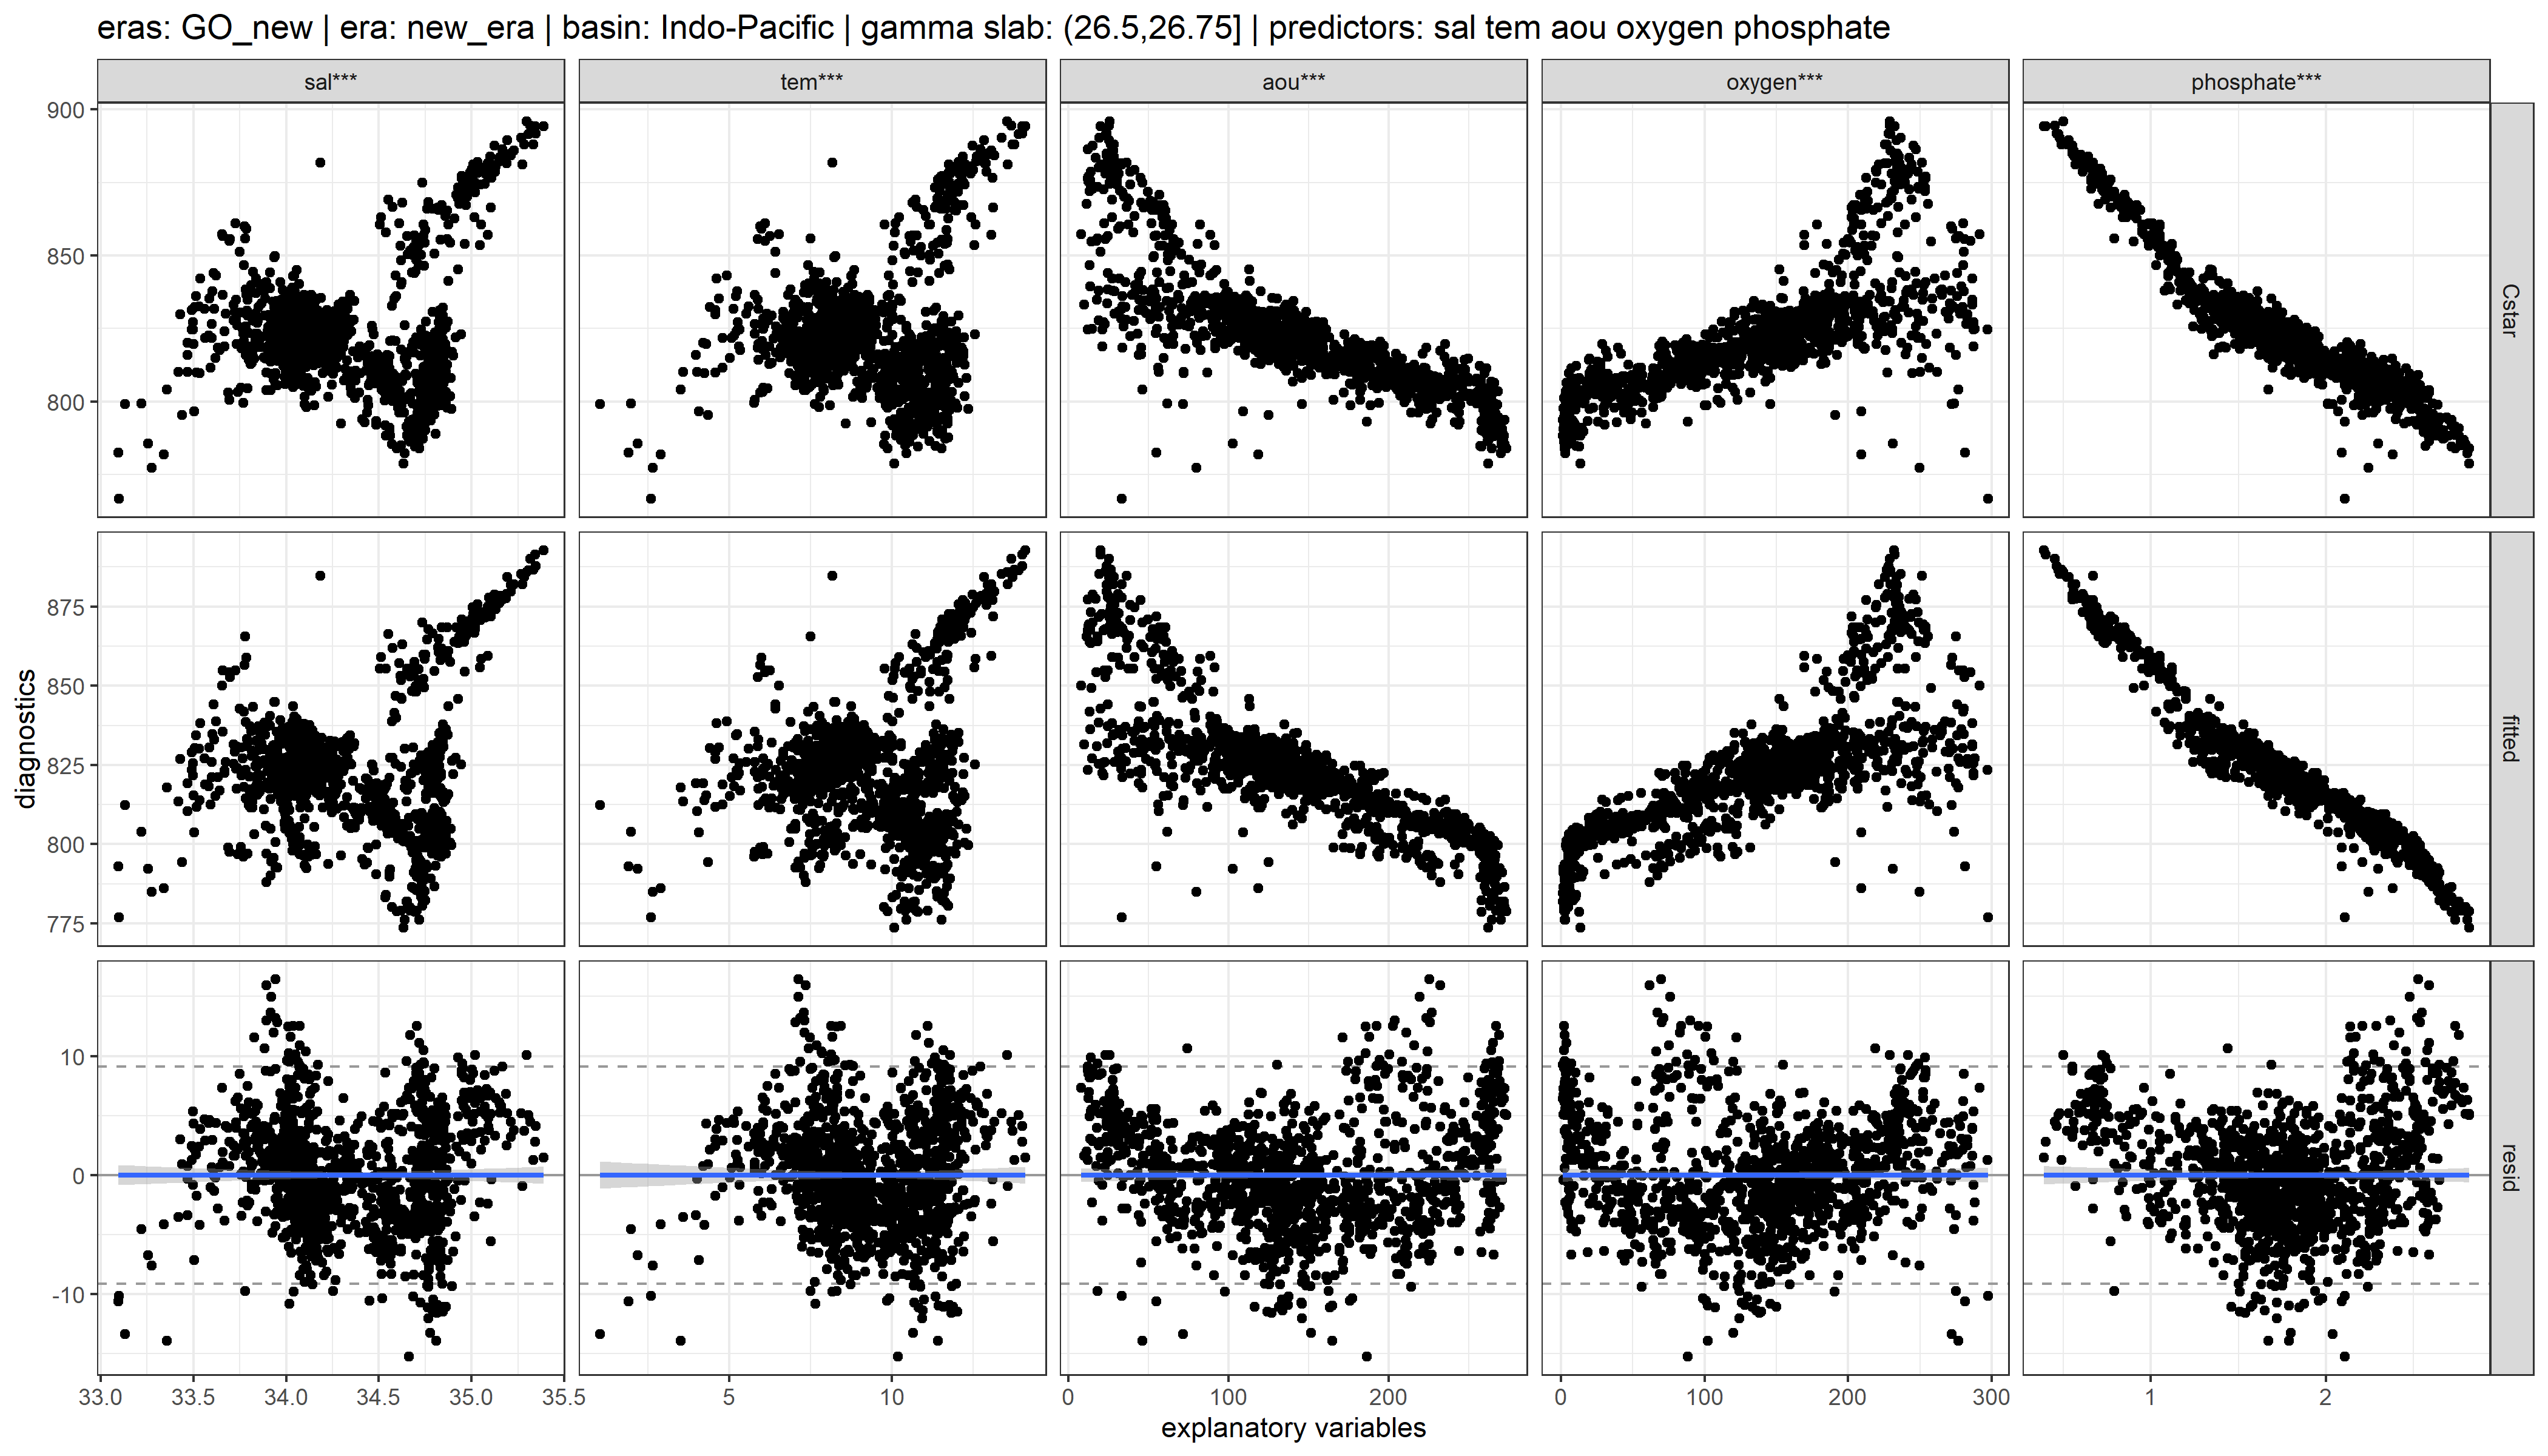 eras: GO_new | era: new_era | basin: Indo-Pacific | gamma slab: (26.5,26.75] | predictors: sal tem aou oxygen phosphate
sal*** tem*** aou*** oxygen*** phosphate***
900
850
800
Cstar
875
850
825
800
775
fitted
diagnostics
10
0
-10
resid
33.0 33.5 34.0 34.5 35.0 35.5 5 10 0 100 200 0 100 200 300 1 2
explanatory variables